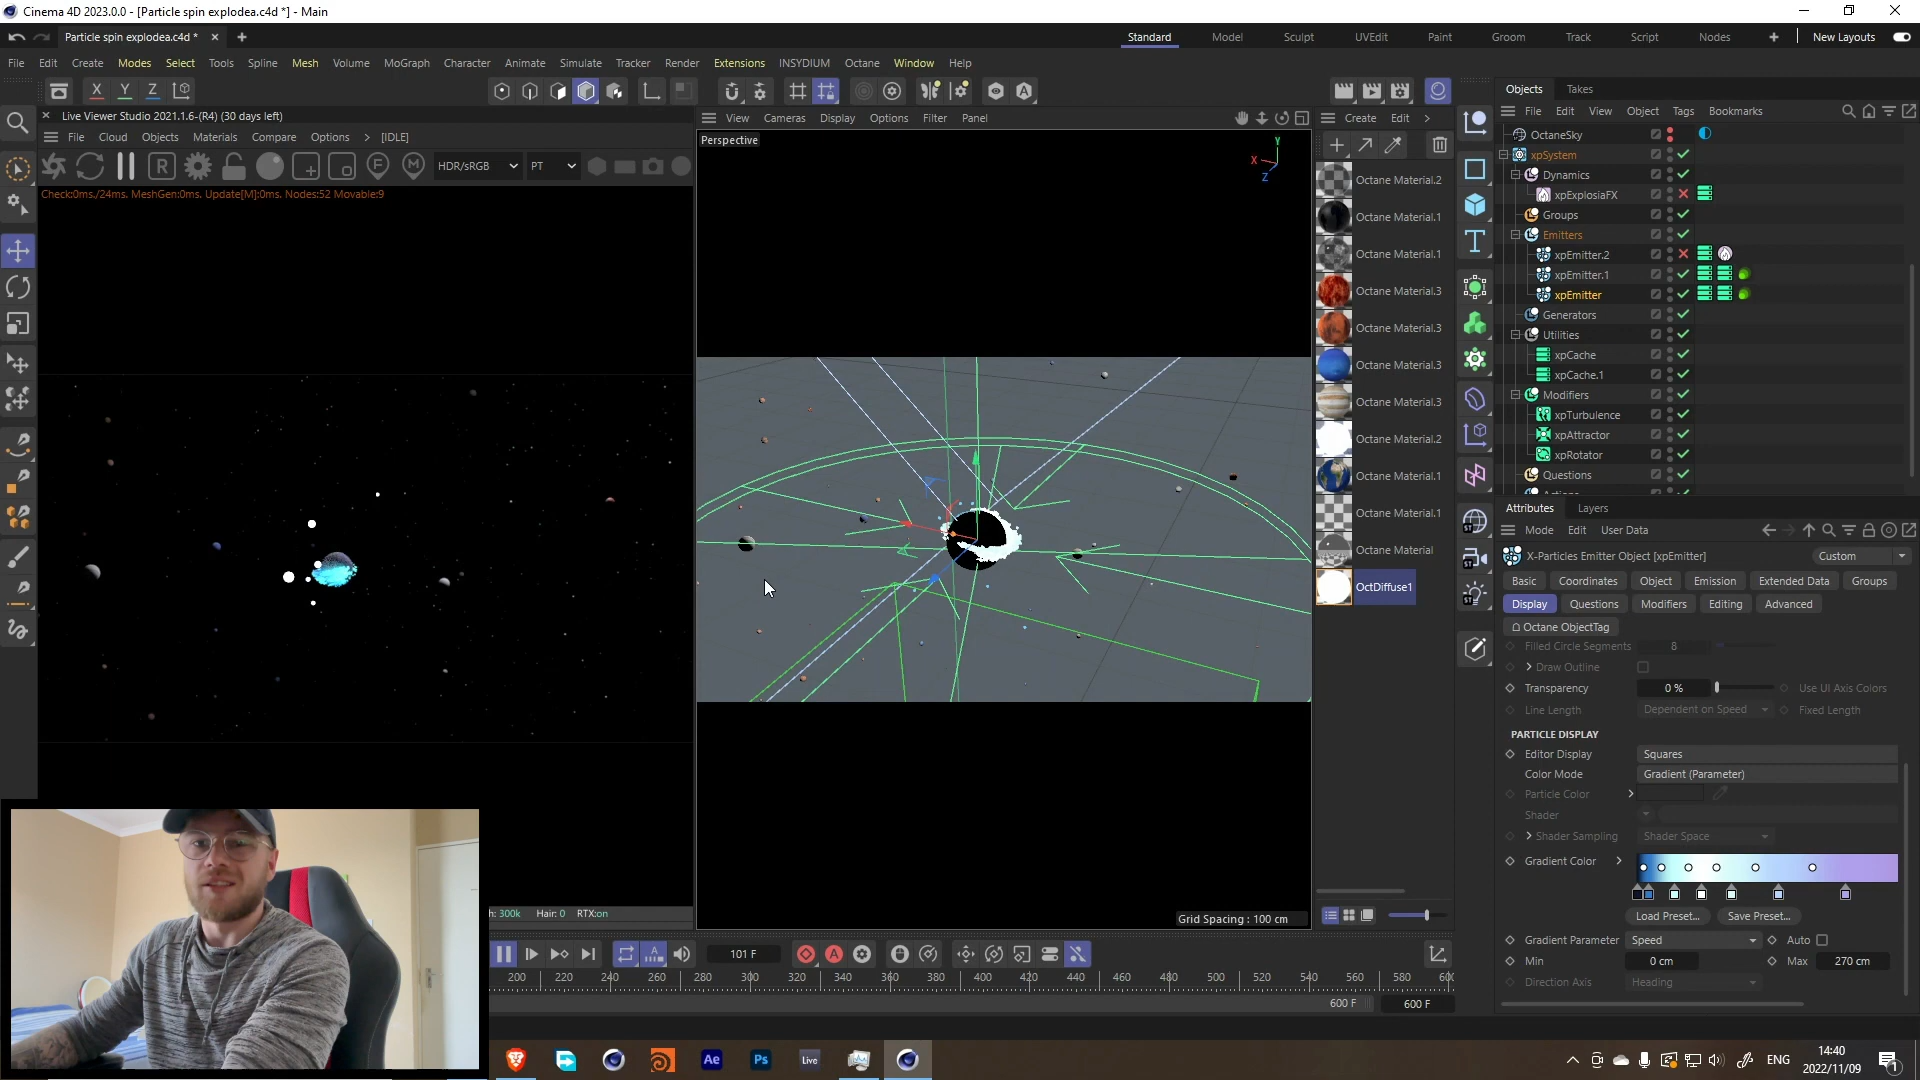 Cinema 4D 2023.0.0 - [Particle spin explodea.c4d *] - Main
Particle spin explodea.c4d *
Standard Model Sculpt UVEdit Paint Groom Track Script Nodes New Layouts
File Edit Create Modes Select Tools Spline Mesh Volume MoGraph Character Animate Simulate Tracker Render Extensions INSYDIUM Octane Window Help
X Y Z
Objects Takes
Live Viewer Studio 2021.1.6-(R4) (30 days left)
File Cloud Objects Materials Compare Options > [IDLE]
HDR/sRGB PT
Check:0ms./24ms. MeshGen:0ms. Update[M]:0ms. Nodes:52 Movable:9
View Cameras Display Options Filter Panel
Perspective
Y
X
Z
Grid Spacing : 100 cm
Create Edit
Octane Material.2
Octane Material.1
Octane Material.1
Octane Material.3
Octane Material.3
Octane Material.3
Octane Material.3
Octane Material.2
Octane Material.1
Octane Material.1
Octane Material
OctDiffuse1
File Edit View Object Tags Bookmarks
OctaneSky
xpSystem
Dynamics
xpExplosiaFX
Groups
Emitters
xpEmitter.2
xpEmitter.1
xpEmitter
Generators
Utilities
xpCache
xpCache.1
Modifiers
xpTurbulence
xpAttractor
xpRotator
Questions
Attributes Layers
Mode Edit User Data
X-Particles Emitter Object [xpEmitter] Custom
Basic Coordinates Object Emission Extended Data Groups
Display Questions Modifiers Editing Advanced
Octane ObjectTag
Filled Circle Segments 8
Draw Outline
Transparency 0 % Use UI Axis Colors
Line Length Dependent on Speed Fixed Length
PARTICLE DISPLAY
Editor Display Squares
Color Mode Gradient (Parameter)
Particle Color
Shader
Shader Sampling Shader Space
Gradient Color
Load Preset... Save Preset...
Gradient Parameter Speed Auto
Min 0 cm Max 270 cm
Direction Axis Heading
h: 300k Hair: 0 RTX:on
101 F
200 220 240 260 280 300 320 340 360 380 400 420 440 460 480 500 520 540 560 580 60
600 F 600 F
Ae Ps Live
ENG
14:40
2022/11/09
1